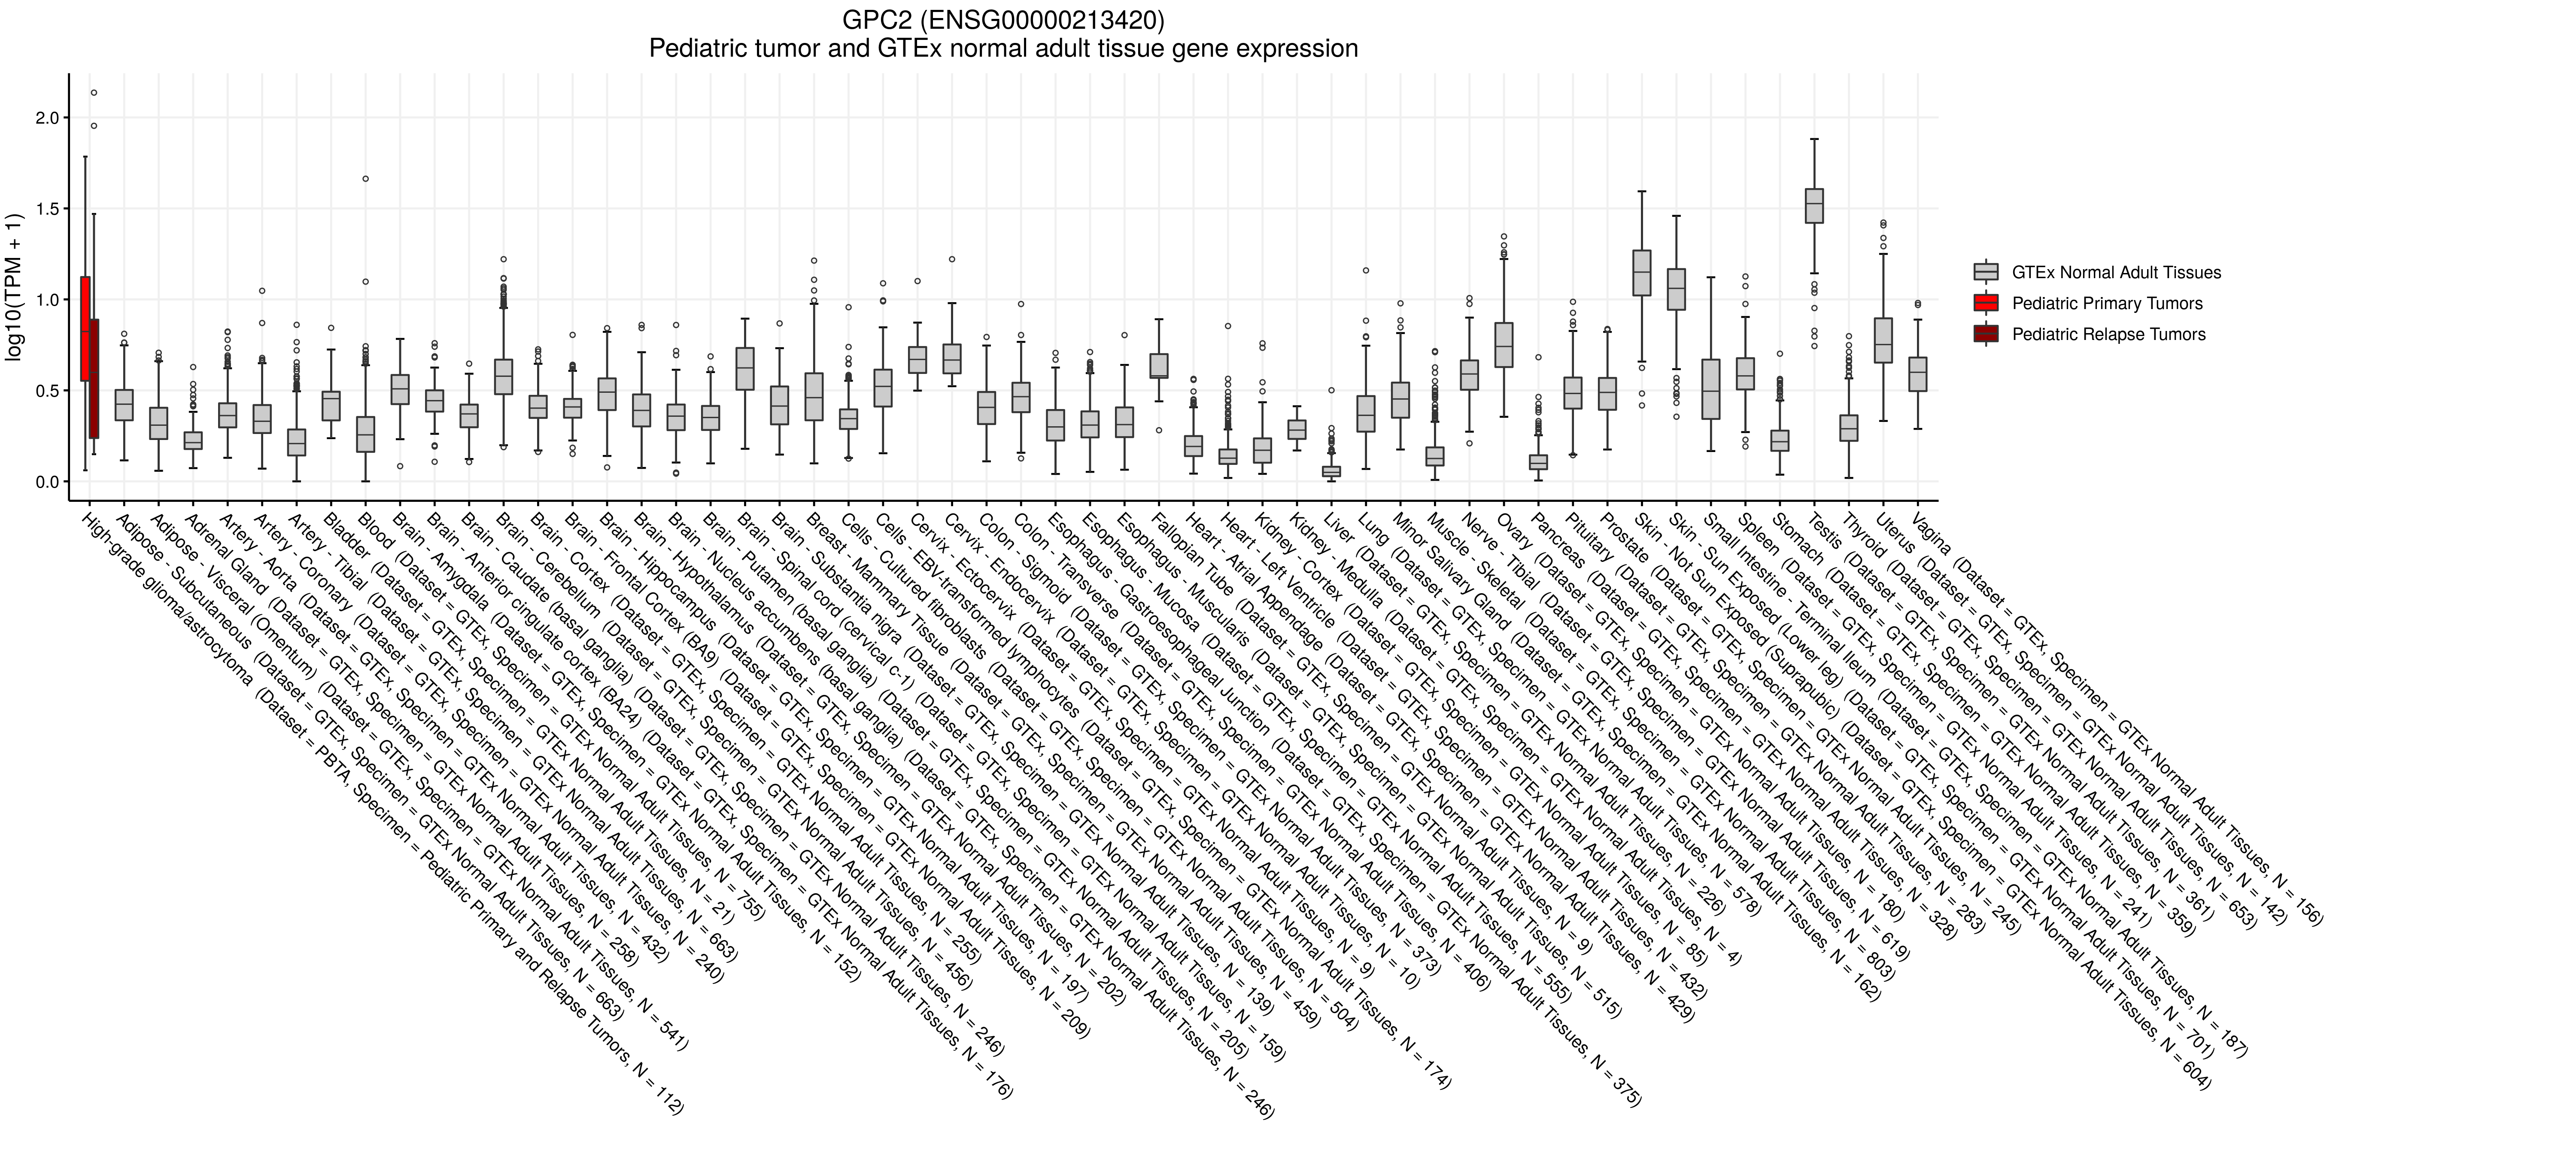 GPC2 (ENSG00000213420)
Pediatric tumor and GTEx normal adult tissue gene expression
log10(TPM + 1)
2.0
1.5
1.0
0.5
0.0
GTEx Normal Adult Tissues
Pediatric Primary Tumors
Pediatric Relapse Tumors
High-grade glioma/astrocytoma (Dataset = PBTA, Specimen = Pediatric Primary and Relapse Tumors, N = 112)
Adipose - Subcutaneous (Dataset = GTEx, Specimen = GTEx Normal Adult Tissues, N = 663)
Adipose - Visceral (Omentum) (Dataset = GTEx, Specimen = GTEx Normal Adult Tissues, N = 541)
Adrenal Gland (Dataset = GTEx, Specimen = GTEx Normal Adult Tissues, N = 258)
Artery - Aorta (Dataset = GTEx, Specimen = GTEx Normal Adult Tissues, N = 432)
Artery - Coronary (Dataset = GTEx, Specimen = GTEx Normal Adult Tissues, N = 240)
Artery - Tibial (Dataset = GTEx, Specimen = GTEx Normal Adult Tissues, N = 663)
Bladder (Dataset = GTEx, Specimen = GTEx Normal Adult Tissues, N = 21)
Blood (Dataset = GTEx, Specimen = GTEx Normal Adult Tissues, N = 755)
Brain - Amygdala (Dataset = GTEx, Specimen = GTEx Normal Adult Tissues, N = 152)
Brain - Anterior cingulate cortex (BA24) (Dataset = GTEx, Specimen = GTEx Normal Adult Tissues, N = 176)
Brain - Caudate (basal ganglia) (Dataset = GTEx, Specimen = GTEx Normal Adult Tissues, N = 246)
Brain - Cerebellum (Dataset = GTEx, Specimen = GTEx Normal Adult Tissues, N = 456)
Brain - Cortex (Dataset = GTEx, Specimen = GTEx Normal Adult Tissues, N = 255)
Brain - Frontal Cortex (BA9) (Dataset = GTEx, Specimen = GTEx Normal Adult Tissues, N = 209)
Brain - Hippocampus (Dataset = GTEx, Specimen = GTEx Normal Adult Tissues, N = 197)
Brain - Hypothalamus (Dataset = GTEx, Specimen = GTEx Normal Adult Tissues, N = 202)
Brain - Nucleus accumbens (basal ganglia) (Dataset = GTEx, Specimen = GTEx Normal Adult Tissues, N = 246)
Brain - Putamen (basal ganglia) (Dataset = GTEx, Specimen = GTEx Normal Adult Tissues, N = 205)
Brain - Spinal cord (cervical c-1) (Dataset = GTEx, Specimen = GTEx Normal Adult Tissues, N = 159)
Brain - Substantia nigra (Dataset = GTEx, Specimen = GTEx Normal Adult Tissues, N = 139)
Breast - Mammary Tissue (Dataset = GTEx, Specimen = GTEx Normal Adult Tissues, N = 459)
Cells - Cultured fibroblasts (Dataset = GTEx, Specimen = GTEx Normal Adult Tissues, N = 504)
Cells - EBV-transformed lymphocytes (Dataset = GTEx, Specimen = GTEx Normal Adult Tissues, N = 174)
Cervix - Ectocervix (Dataset = GTEx, Specimen = GTEx Normal Adult Tissues, N = 9)
Cervix - Endocervix (Dataset = GTEx, Specimen = GTEx Normal Adult Tissues, N = 10)
Colon - Sigmoid (Dataset = GTEx, Specimen = GTEx Normal Adult Tissues, N = 373)
Colon - Transverse (Dataset = GTEx, Specimen = GTEx Normal Adult Tissues, N = 406)
Esophagus - Gastroesophageal Junction (Dataset = GTEx, Specimen = GTEx Normal Adult Tissues, N = 375)
Esophagus - Mucosa (Dataset = GTEx, Specimen = GTEx Normal Adult Tissues, N = 555)
Esophagus - Muscularis (Dataset = GTEx, Specimen = GTEx Normal Adult Tissues, N = 515)
Fallopian Tube (Dataset = GTEx, Specimen = GTEx Normal Adult Tissues, N = 9)
Heart - Atrial Appendage (Dataset = GTEx, Specimen = GTEx Normal Adult Tissues, N = 429)
Heart - Left Ventricle (Dataset = GTEx, Specimen = GTEx Normal Adult Tissues, N = 432)
Kidney - Cortex (Dataset = GTEx, Specimen = GTEx Normal Adult Tissues, N = 85)
Kidney - Medulla (Dataset = GTEx, Specimen = GTEx Normal Adult Tissues, N = 4)
Liver (Dataset = GTEx, Specimen = GTEx Normal Adult Tissues, N = 226)
Lung (Dataset = GTEx, Specimen = GTEx Normal Adult Tissues, N = 578)
Minor Salivary Gland (Dataset = GTEx, Specimen = GTEx Normal Adult Tissues, N = 162)
Muscle - Skeletal (Dataset = GTEx, Specimen = GTEx Normal Adult Tissues, N = 803)
Nerve - Tibial (Dataset = GTEx, Specimen = GTEx Normal Adult Tissues, N = 619)
Ovary (Dataset = GTEx, Specimen = GTEx Normal Adult Tissues, N = 180)
Pancreas (Dataset = GTEx, Specimen = GTEx Normal Adult Tissues, N = 328)
Pituitary (Dataset = GTEx, Specimen = GTEx Normal Adult Tissues, N = 283)
Prostate (Dataset = GTEx, Specimen = GTEx Normal Adult Tissues, N = 245)
Skin - Not Sun Exposed (Suprapubic) (Dataset = GTEx, Specimen = GTEx Normal Adult Tissues, N = 604)
Skin - Sun Exposed (Lower leg) (Dataset = GTEx, Specimen = GTEx Normal Adult Tissues, N = 701)
Small Intestine - Terminal Ileum (Dataset = GTEx, Specimen = GTEx Normal Adult Tissues, N = 187)
Spleen (Dataset = GTEx, Specimen = GTEx Normal Adult Tissues, N = 241)
Stomach (Dataset = GTEx, Specimen = GTEx Normal Adult Tissues, N = 359)
Testis (Dataset = GTEx, Specimen = GTEx Normal Adult Tissues, N = 361)
Thyroid (Dataset = GTEx, Specimen = GTEx Normal Adult Tissues, N = 653)
Uterus (Dataset = GTEx, Specimen = GTEx Normal Adult Tissues, N = 142)
Vagina (Dataset = GTEx, Specimen = GTEx Normal Adult Tissues, N = 156)